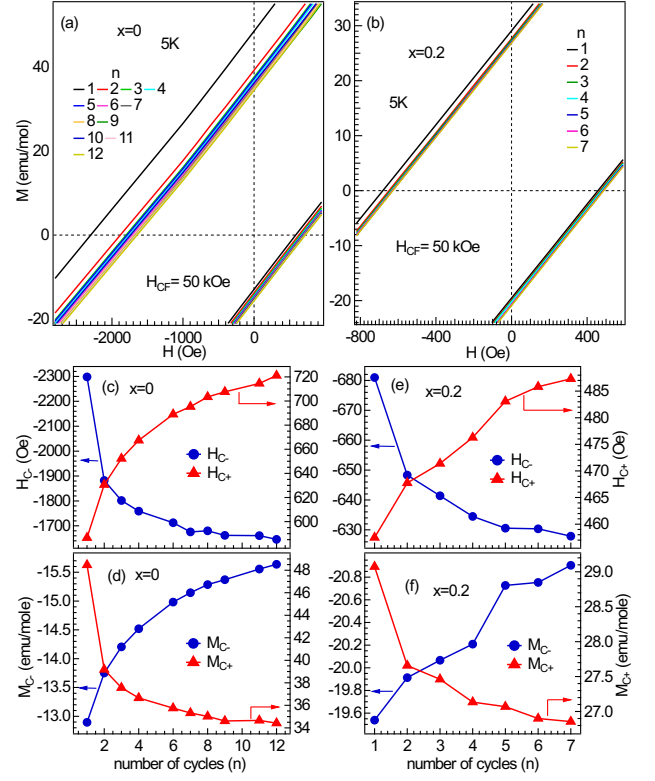 (a) x=0
5K
n
1 2 3 4
5 6 7
8 9
10 11
12
H_CF= 50 kOe
M (emu/mol)
40
20
0
-20
-2000 -1000 0
H (Oe)
(b) x=0.2
5K
n
1
2
3
4
5
6
7
H_CF= 50 kOe
30
20
10
0
-10
-20
-800 -400 0 400
H (Oe)
(c) x=0
H_C-
H_C+
H_C- (Oe)
-2300
-2200
-2100
-2000
-1900
-1800
-1700
720
690
660
630
600
(e) x=0.2
H_C-
H_C+
-680
-670
-660
-650
-640
-630
485
480
475
470
465
460
H_C+ (Oe)
(d) x=0
M_C-
M_C+
M_C- (emu/mole)
-15.5
-15.0
-14.5
-14.0
-13.5
-13.0
48
46
44
42
40
38
36
34
0 2 4 6 8 10 12
number of cycles (n)
(f) x=0.2
M_C-
M_C+
-20.8
-20.6
-20.4
-20.2
-20.0
-19.8
-19.6
29.0
28.5
28.0
27.5
27.0
M_C+ (emu/mole)
1 2 3 4 5 6 7
number of cycles (n)